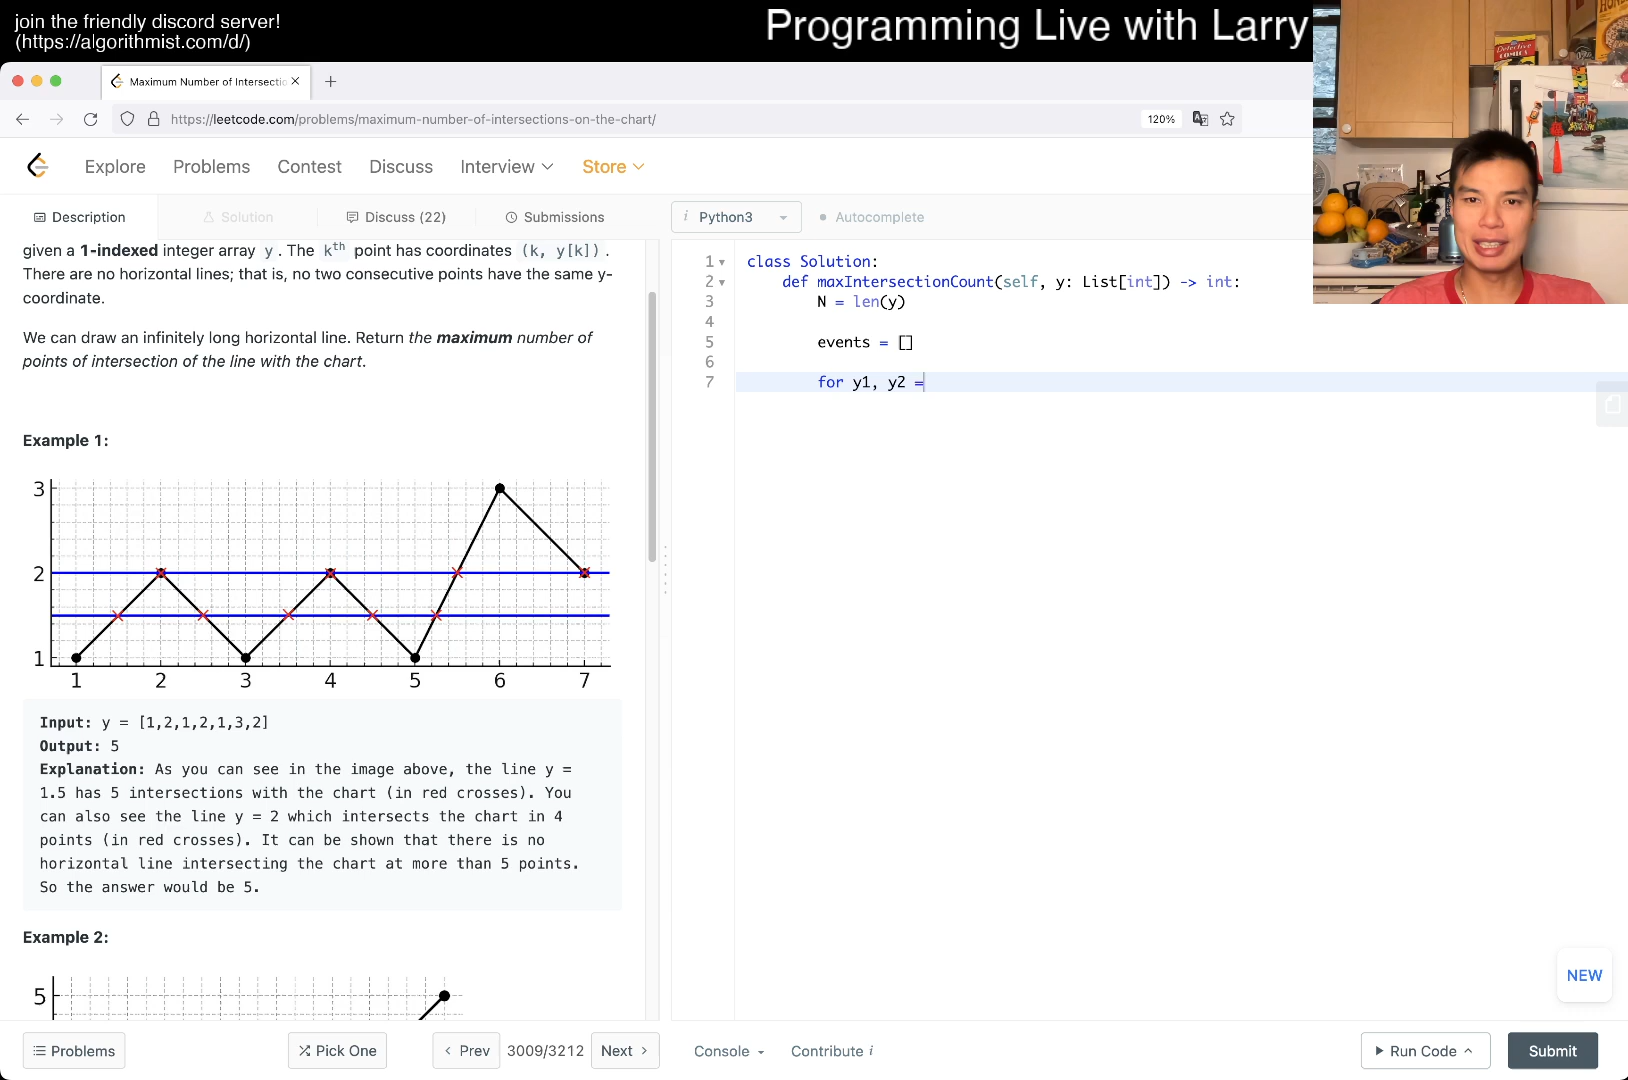 join the friendly discord server!
(https://algorithmist.com/d/)
Programming Live with Larry
Maximum Number of Intersectio
https://leetcode.com/problems/maximum-number-of-intersections-on-the-chart/
120%
Explore Problems Contest Discuss Interview Store
Description Solution Discuss (22) Submissions
i Python3 Autocomplete
given a 1-indexed integer array y. The kth point has coordinates (k, y[k]).
There are no horizontal lines; that is, no two consecutive points have the same y-
coordinate.
We can draw an infinitely long horizontal line. Return the maximum number of
points of intersection of the line with the chart.
Example 1:
3
2
1
1 2 3 4 5 6 7
Input: y = [1,2,1,2,1,3,2]
Output: 5
Explanation: As you can see in the image above, the line y =
1.5 has 5 intersections with the chart (in red crosses). You
can also see the line y = 2 which intersects the chart in 4
points (in red crosses). It can be shown that there is no
horizontal line intersecting the chart at more than 5 points.
So the answer would be 5.
Example 2:
5
1 class Solution:
2 def maxIntersectionCount(self, y: List[int]) -> int:
3 N = len(y)
4
5 events = []
6
7 for y1, y2 =
NEW
Problems Pick One Prev 3009/3212 Next Console Contribute i Run Code Submit